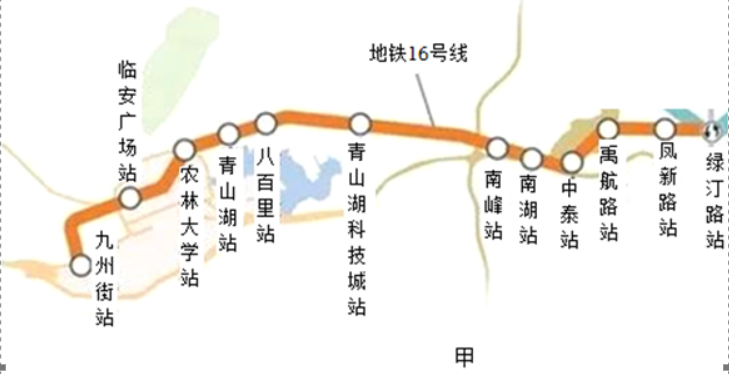 地铁16号线
临安广场站
九州街站
农林大学站
青山湖站
八百里站
青山湖科技城站
南峰站
南湖站
中泰站
禹航路站
凤新路站
绿汀路站
甲